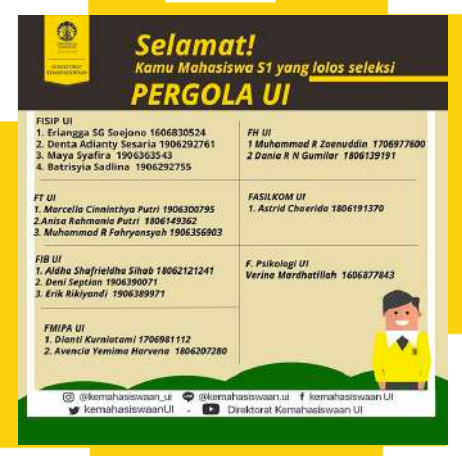 DIREKTORAT
KEMAHASISWAAN
Selamat!
Kamu Mahasiswa S1 yang lolos seleksi
PERGOLA UI
FISIP UI
1. Eriangga SG Soejono 1606830524
2. Denta Adianty Sesaria 1906292761
3. Maya Syafira 1906363543
4. Batrisyia Sadlina 1906292755
FH UI
1 Muhammad R Zaenuddin 1706977600
2 Dania R N Gumilar 1806139191
FT UI
1. Marcella Cinninthya Putri 1906300795
2.Anisa Rahmania Putri 1806149362
3. Muhammad R Fahryansyah 1906356903
FASILKOM UI
1. Astrid Chaerida 1806191370
FIB UI
1. Aldha Shafrieldha Sihab 18062121241
2. Deni Septian 1906390071
3. Erik Rikiyandi 1906389971
F. Psikologi UI
Verina Mardhatillah 1606877843
FMIPA UI
1. Dianti Kurniatami 1706981112
2. Avencia Yemima Harvena 1806207280
@kemahasiswaan_ui @kemahasiswaan.ui f kemahasiswaan UI
kemahasiswaanUI - Direktorat Kemahasiswaan UI